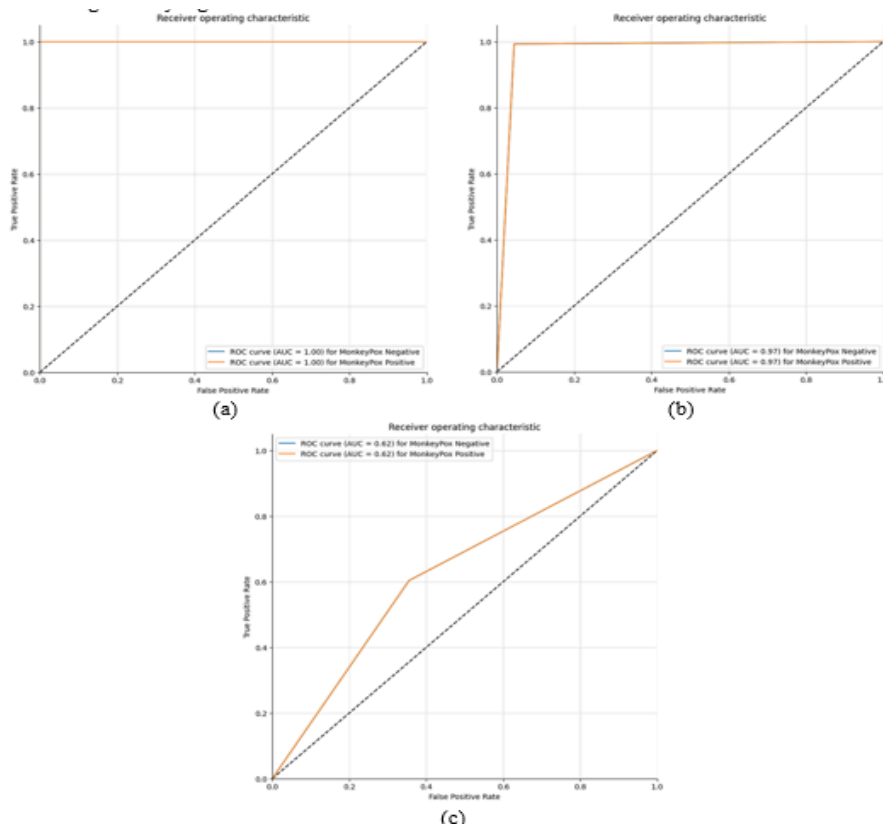 Receiver operating characteristic
1.0
0.8
0.6
0.4
0.2
0.0
True Positive Rate
ROC curve (AUC = 1.00) for MonkeyPox Negative
ROC curve (AUC = 1.00) for MonkeyPox Positive
0.0 0.2 0.4 0.6 0.8 1.0
False Positive Rate
(a)
Receiver operating characteristic
1.0
0.8
0.6
0.4
0.2
0.0
True Positive Rate
ROC curve (AUC = 0.97) for MonkeyPox Negative
ROC curve (AUC = 0.97) for MonkeyPox Positive
0.0 0.2 0.4 0.6 0.8 1.0
False Positive Rate
(b)
Receiver operating characteristic
ROC curve (AUC = 0.62) for MonkeyPox Negative
ROC curve (AUC = 0.62) for MonkeyPox Positive
1.0
0.8
0.6
0.4
0.2
0.0
True Positive Rate
0.0 0.2 0.4 0.6 0.8 1.0
False Positive Rate
(c)